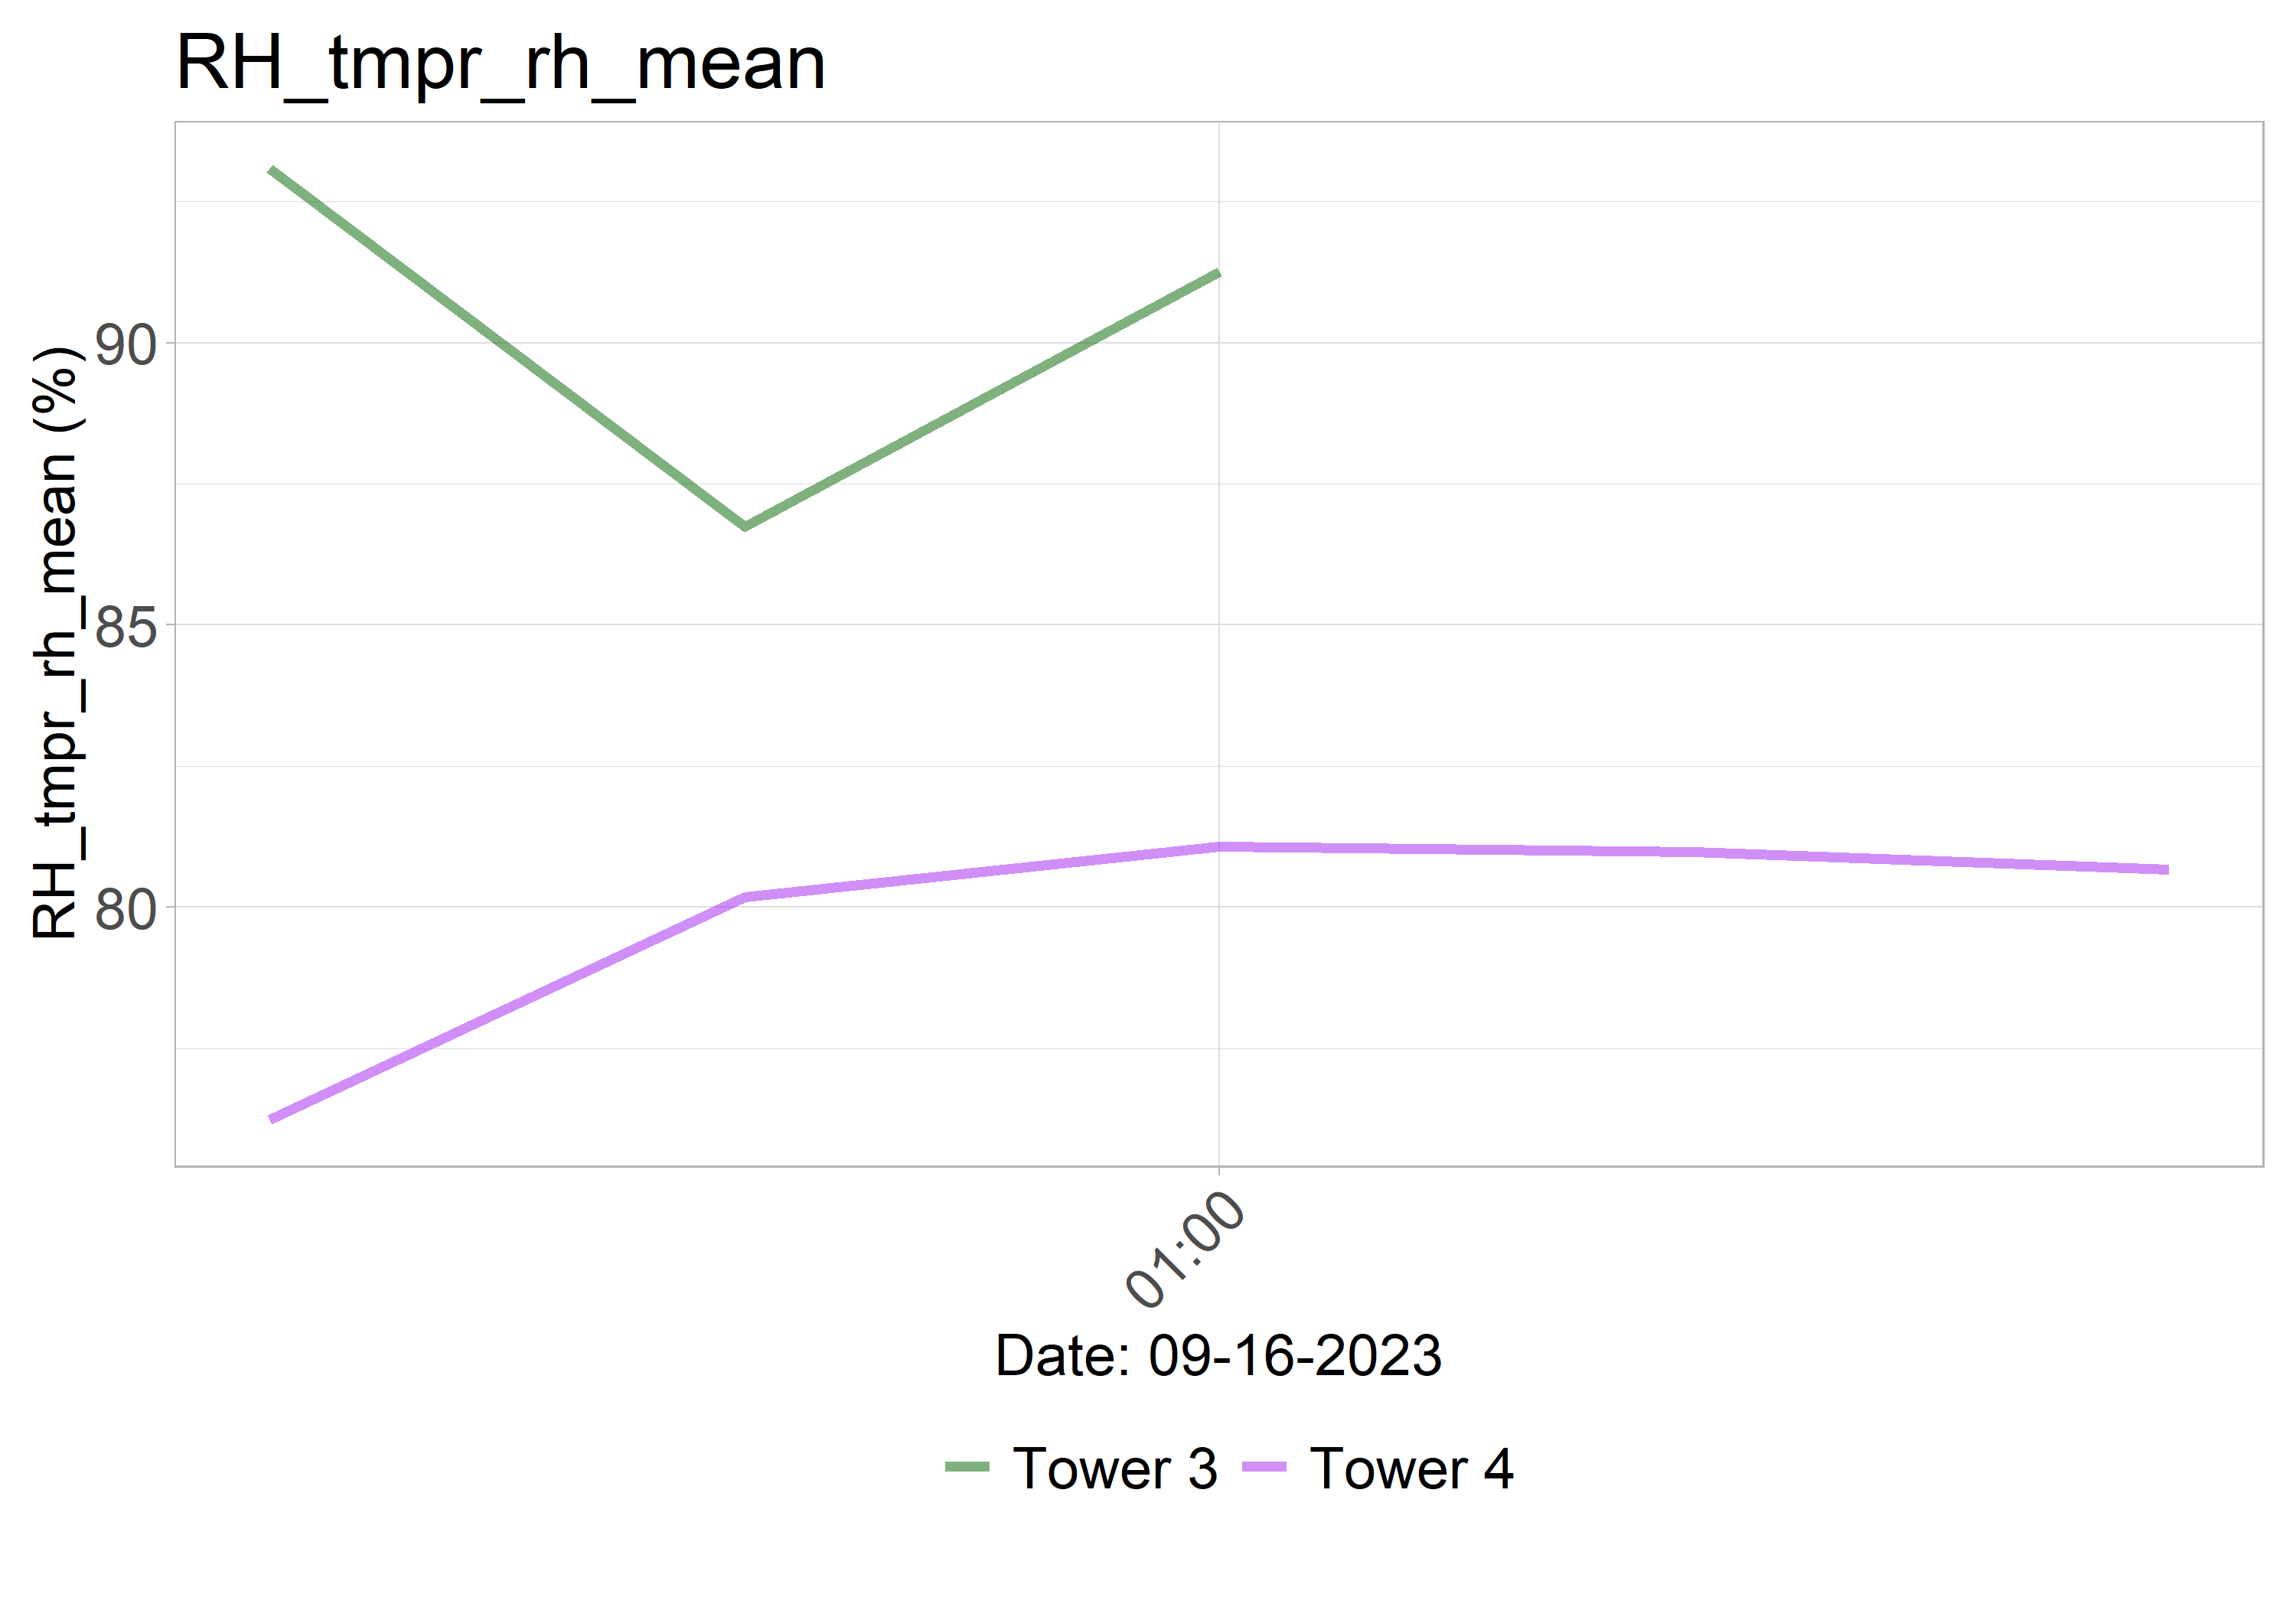 RH_tmpr_rh_mean
RH_tmpr_rh_mean (%)
90
85
80
01:00
Date: 09-16-2023
Tower 3
Tower 4